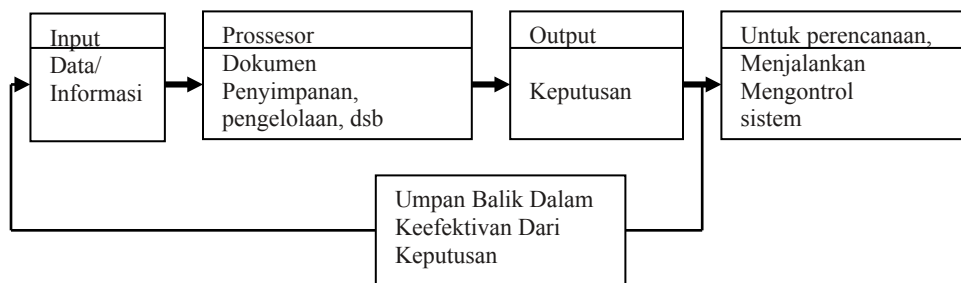 Input
Data/
Informasi
Prossesor
Dokumen
Penyimpanan,
pengelolaan, dsb
Output
Keputusan
Untuk perencanaan,
Menjalankan
Mengontrol
sistem
Umpan Balik Dalam
Keefektivan Dari
Keputusan